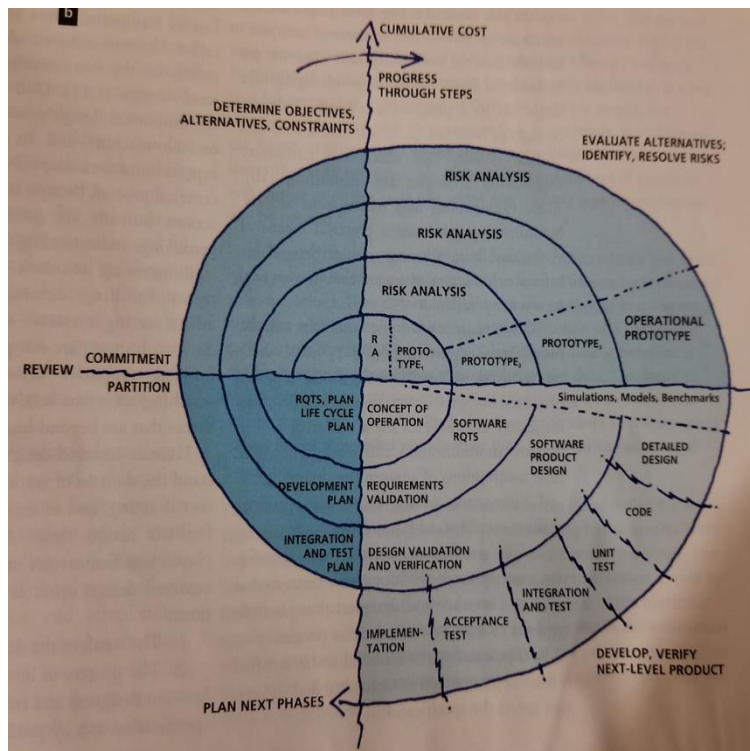 b
CUMULATIVE COST
PROGRESS
THROUGH STEPS
DETERMINE OBJECTIVES,
ALTERNATIVES, CONSTRAINTS
EVALUATE ALTERNATIVES;
IDENTIFY, RESOLVE RISKS
RISK ANALYSIS
RISK ANALYSIS
RISK ANALYSIS
R
A
PROTO-
TYPE₁
PROTOTYPE₂
PROTOTYPE₃
OPERATIONAL
PROTOTYPE
REVIEW
COMMITMENT
PARTITION
Simulations, Models, Benchmarks
RQTS, PLAN
LIFE CYCLE
PLAN
CONCEPT OF
OPERATION
SOFTWARE
RQTS
SOFTWARE
PRODUCT
DESIGN
DETAILED
DESIGN
DEVELOPMENT
PLAN
REQUIREMENTS
VALIDATION
CODE
INTEGRATION
AND TEST
PLAN
DESIGN VALIDATION
AND VERIFICATION
UNIT
TEST
INTEGRATION
AND TEST
ACCEPTANCE
TEST
IMPLEMEN-
TATION
DEVELOP, VERIFY
NEXT-LEVEL PRODUCT
PLAN NEXT PHASES